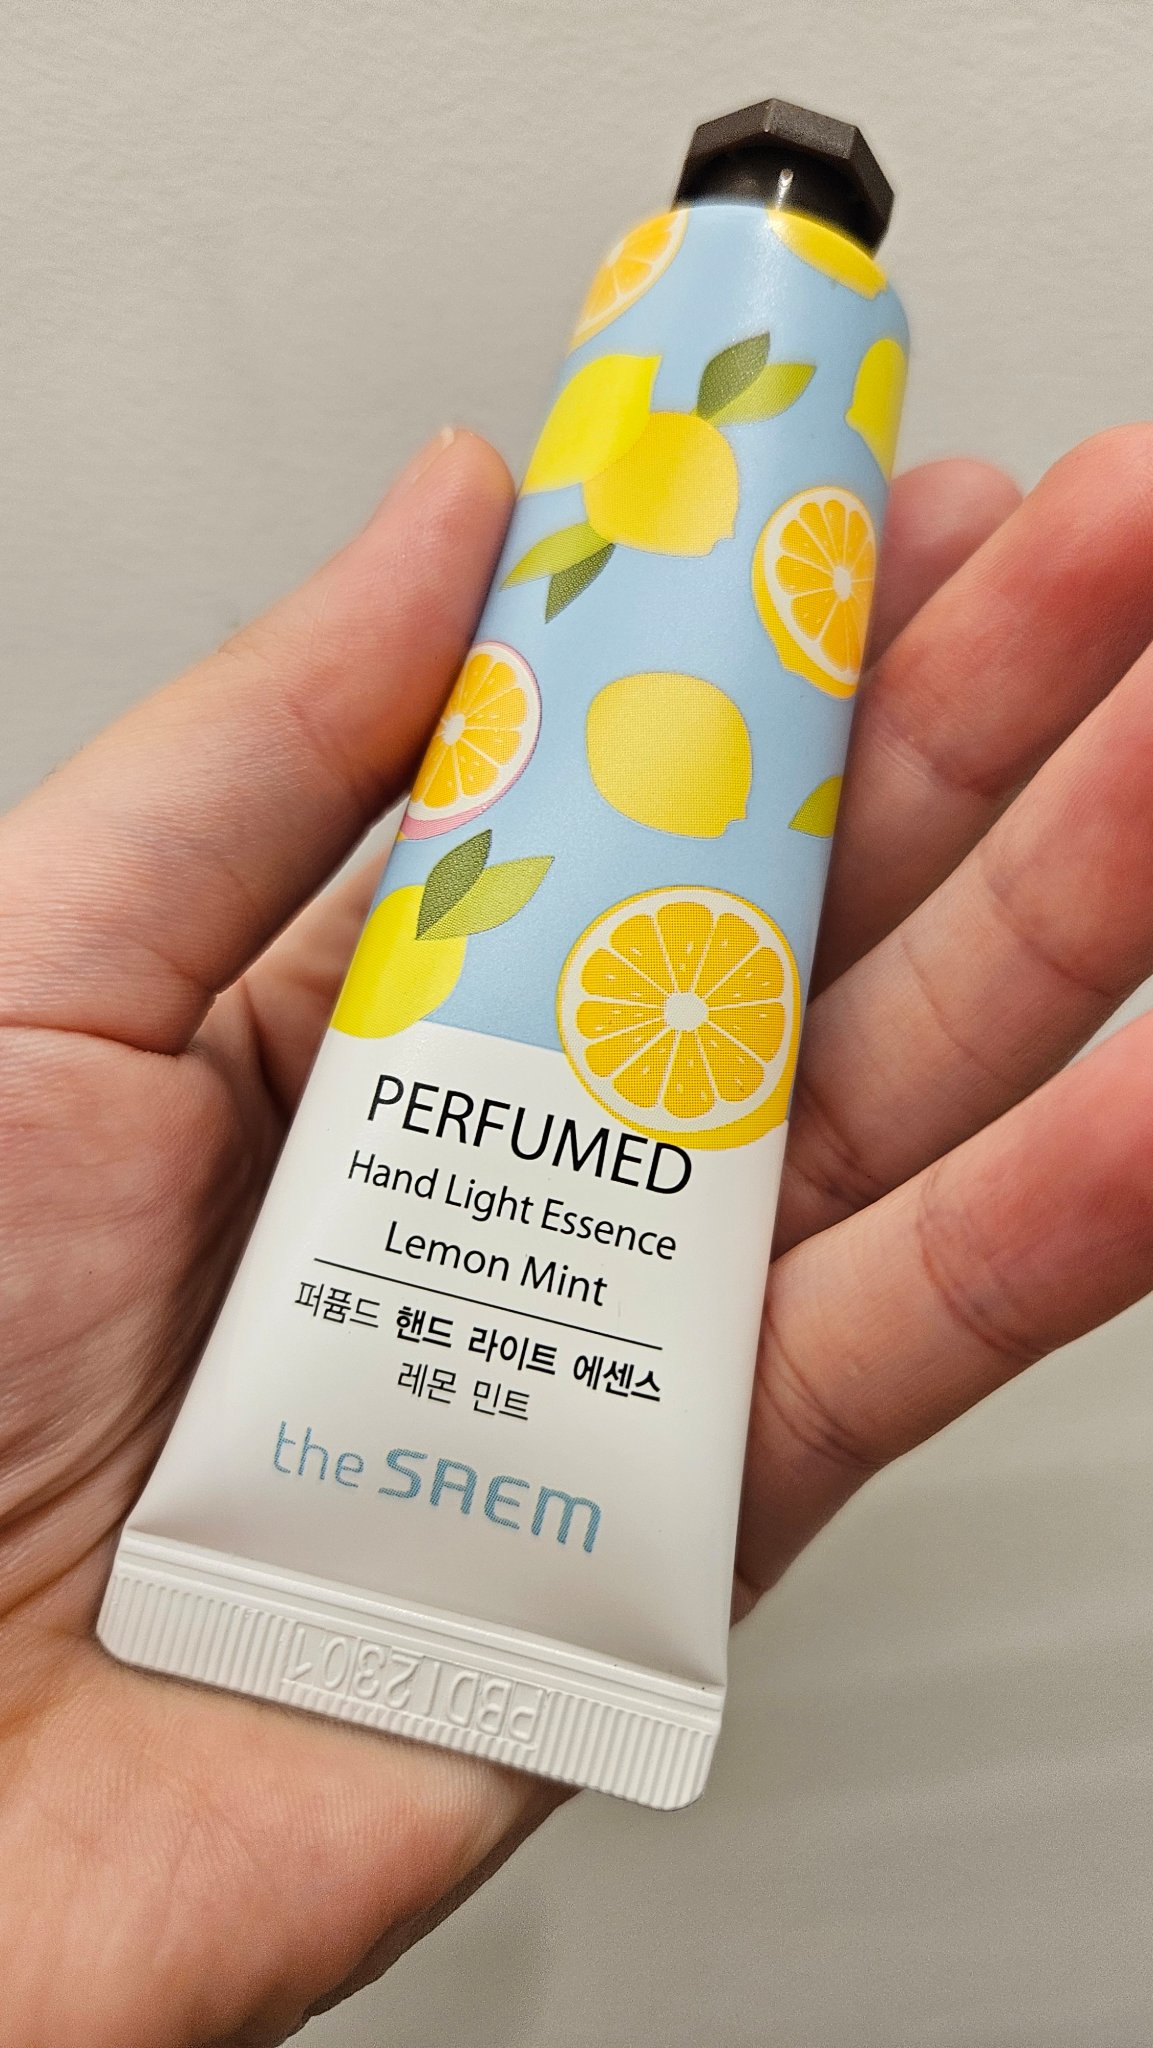 PERFUMED
Hand Light Essence
Lemon Mint
퍼퓸드 핸드 라이트 에센스
레몬 민트
the SAEM